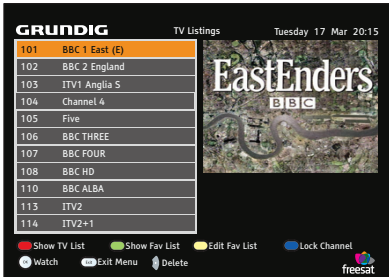 GRUNDIG TV Listings Tuesday 17 Mar 20:15
101 BBC 1 East (E)
102 BBC 2 England
103 ITV1 Anglia S
104 Channel 4
105 Five
106 BBC THREE
107 BBC FOUR
108 BBC HD
110 BBC ALBA
113 ITV2
114 ITV2+1
EastEnders
BBC
Show TV List Show Fav List Edit Fav List Lock Channel
OK Watch Exit Exit Menu Delete
freesat